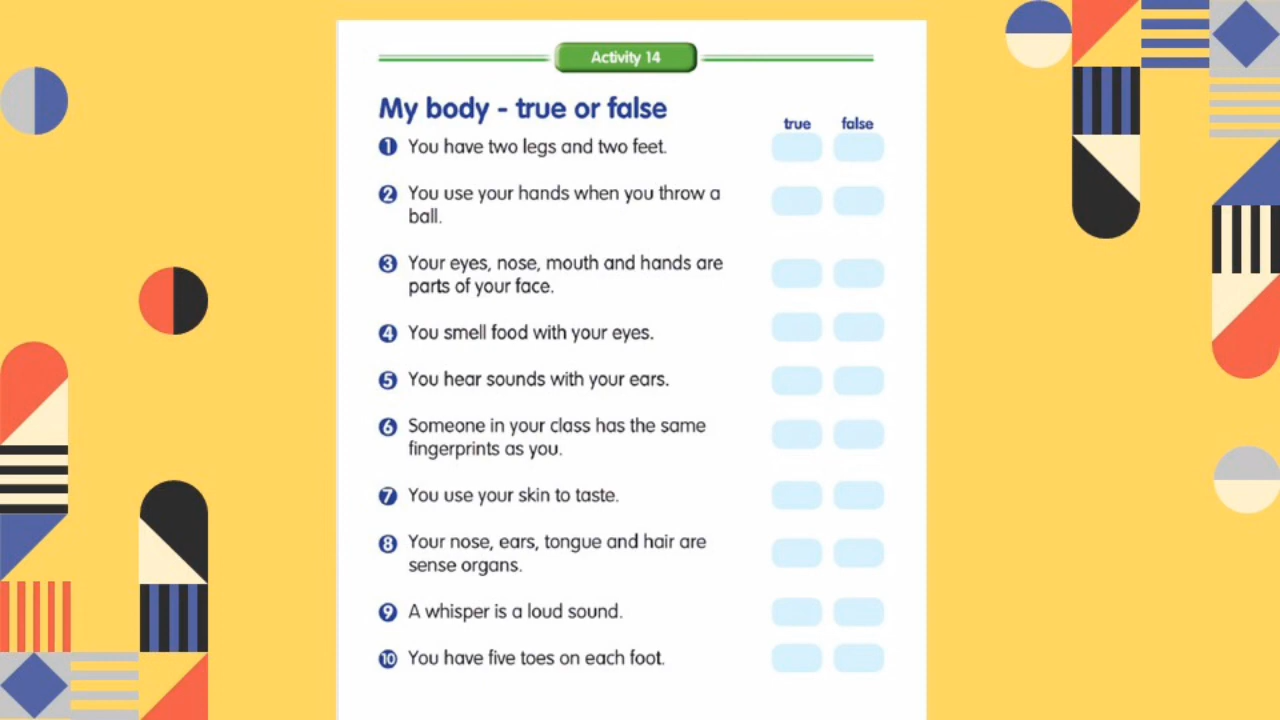 Activity 14
My body - true or false
true false
1 You have two legs and two feet.
2 You use your hands when you throw a
ball.
3 Your eyes, nose, mouth and hands are
parts of your face.
4 You smell food with your eyes.
5 You hear sounds with your ears.
6 Someone in your class has the same
fingerprints as you.
7 You use your skin to taste.
8 Your nose, ears, tongue and hair are
sense organs.
9 A whisper is a loud sound.
10 You have five toes on each foot.